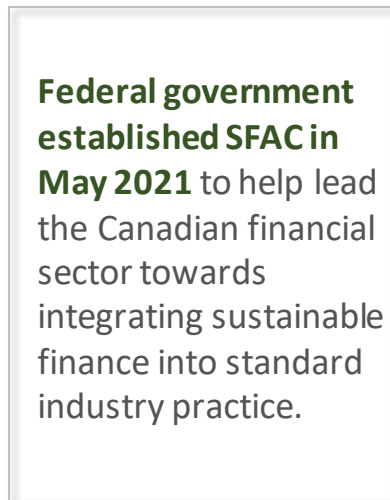 Federal government
established SFAC in
May 2021 to help lead
the Canadian financial
sector towards
integrating sustainable
finance into standard
industry practice.